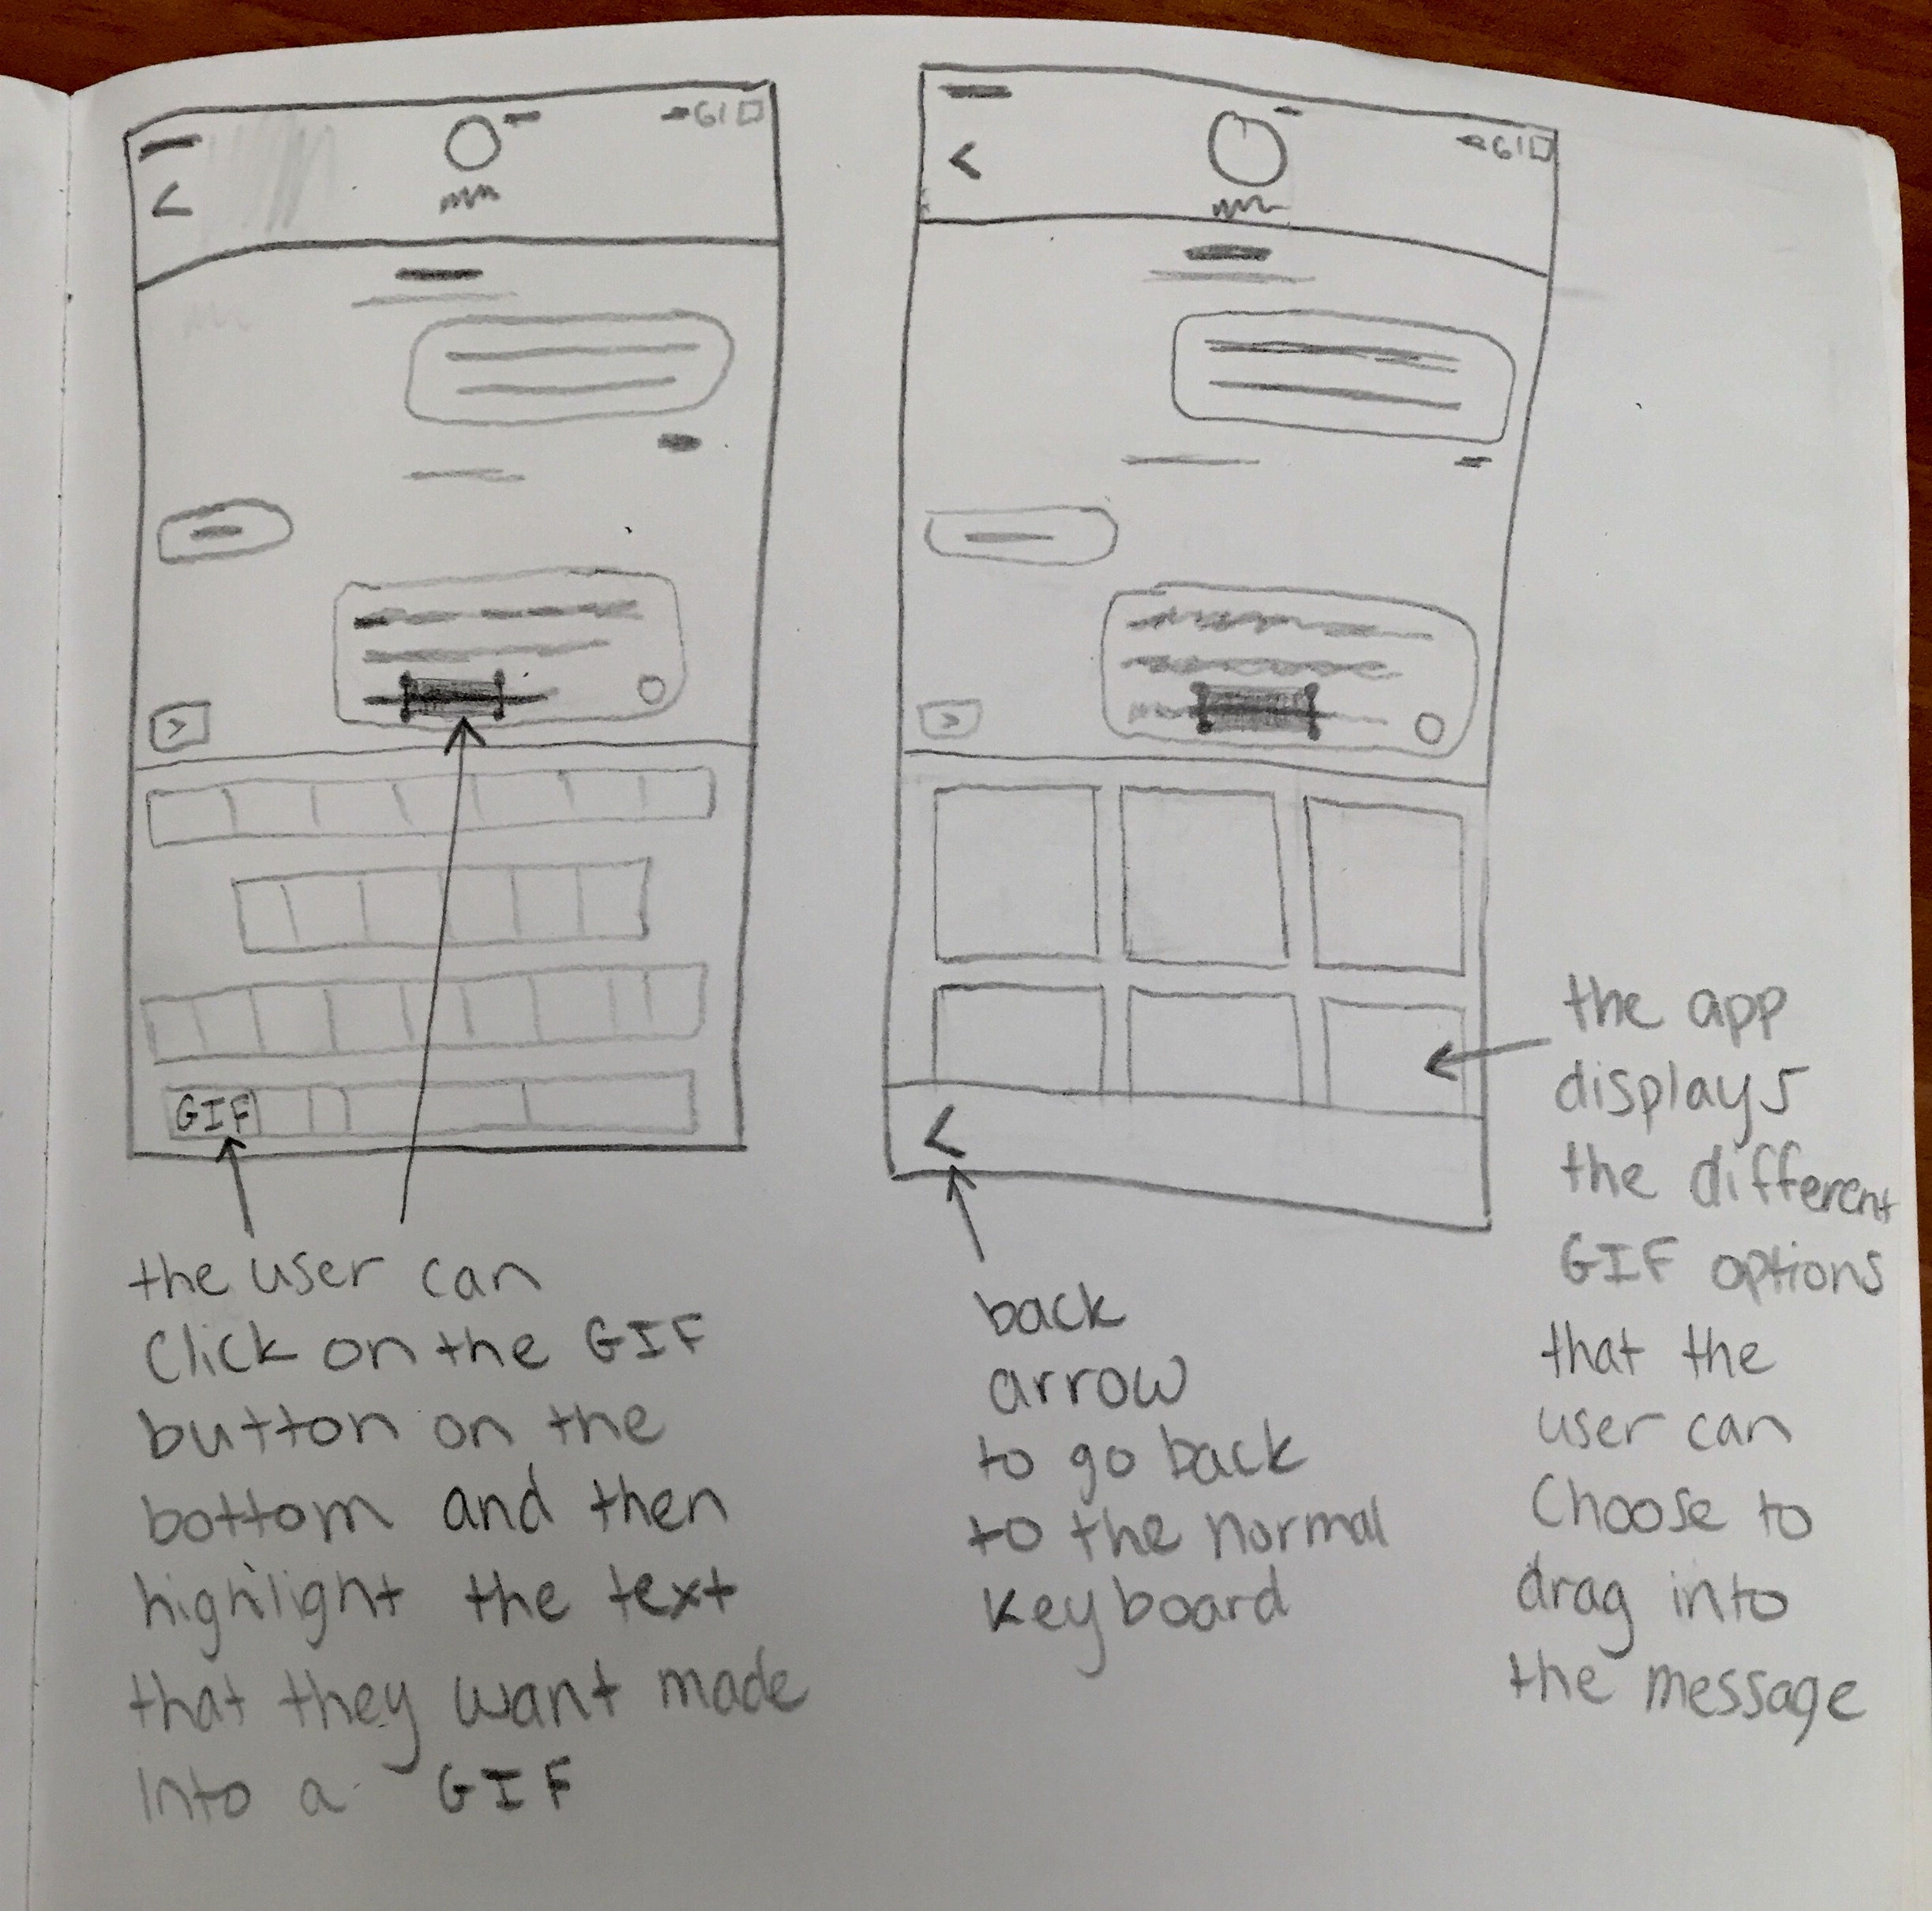 61
61
GIF
the user can
Click on the GIF
button on the
bottom and then
highlight the text
that they want made
into a GIF
back
arrow
to go back
to the normal
keyboard
the app
displays
the different
GIF options
that the
user can
Choose to
drag into
the message